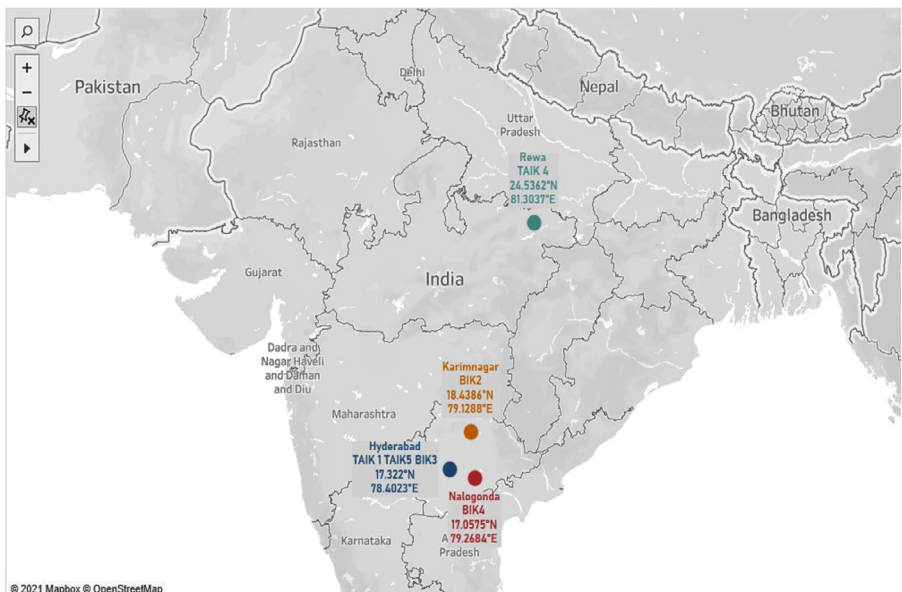 Pakistan
Delhi
Nepal
Bhutan
Uttar
Pradesh
Rajasthan
Rewa
TAIK 4
24.5362°N
81.3037°E
Bangladesh
Gujarat
India
Dadra and
Nagar Haveli
and Daman
and Diu
Karimnagar
BIK2
18.4386°N
79.1288°E
Maharashtra
Hyderabad
TAIK 1 TAIK5 BIK3
17.322°N
78.4023°E
Nalogonda
BIK4
17.0575°N
79.2684°E
Karnataka
A
Pradesh
© 2021 Mapbox © OpenStreetMap